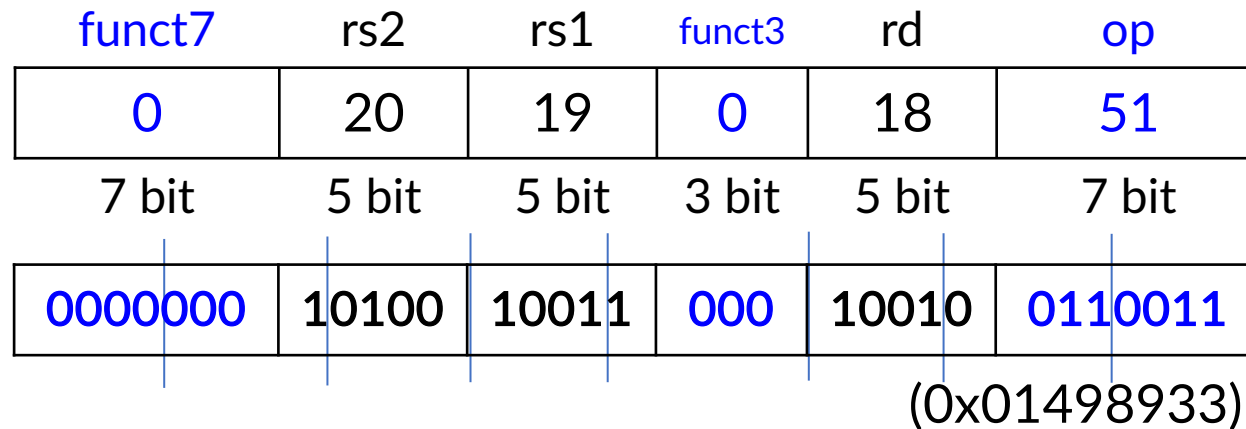 funct7 rs2 rs1 funct3 rd op
0 20 19 0 18 51
7 bit 5 bit 5 bit 3 bit 5 bit 7 bit
0000000 10100 10011 000 10010 0110011
(0x01498933)